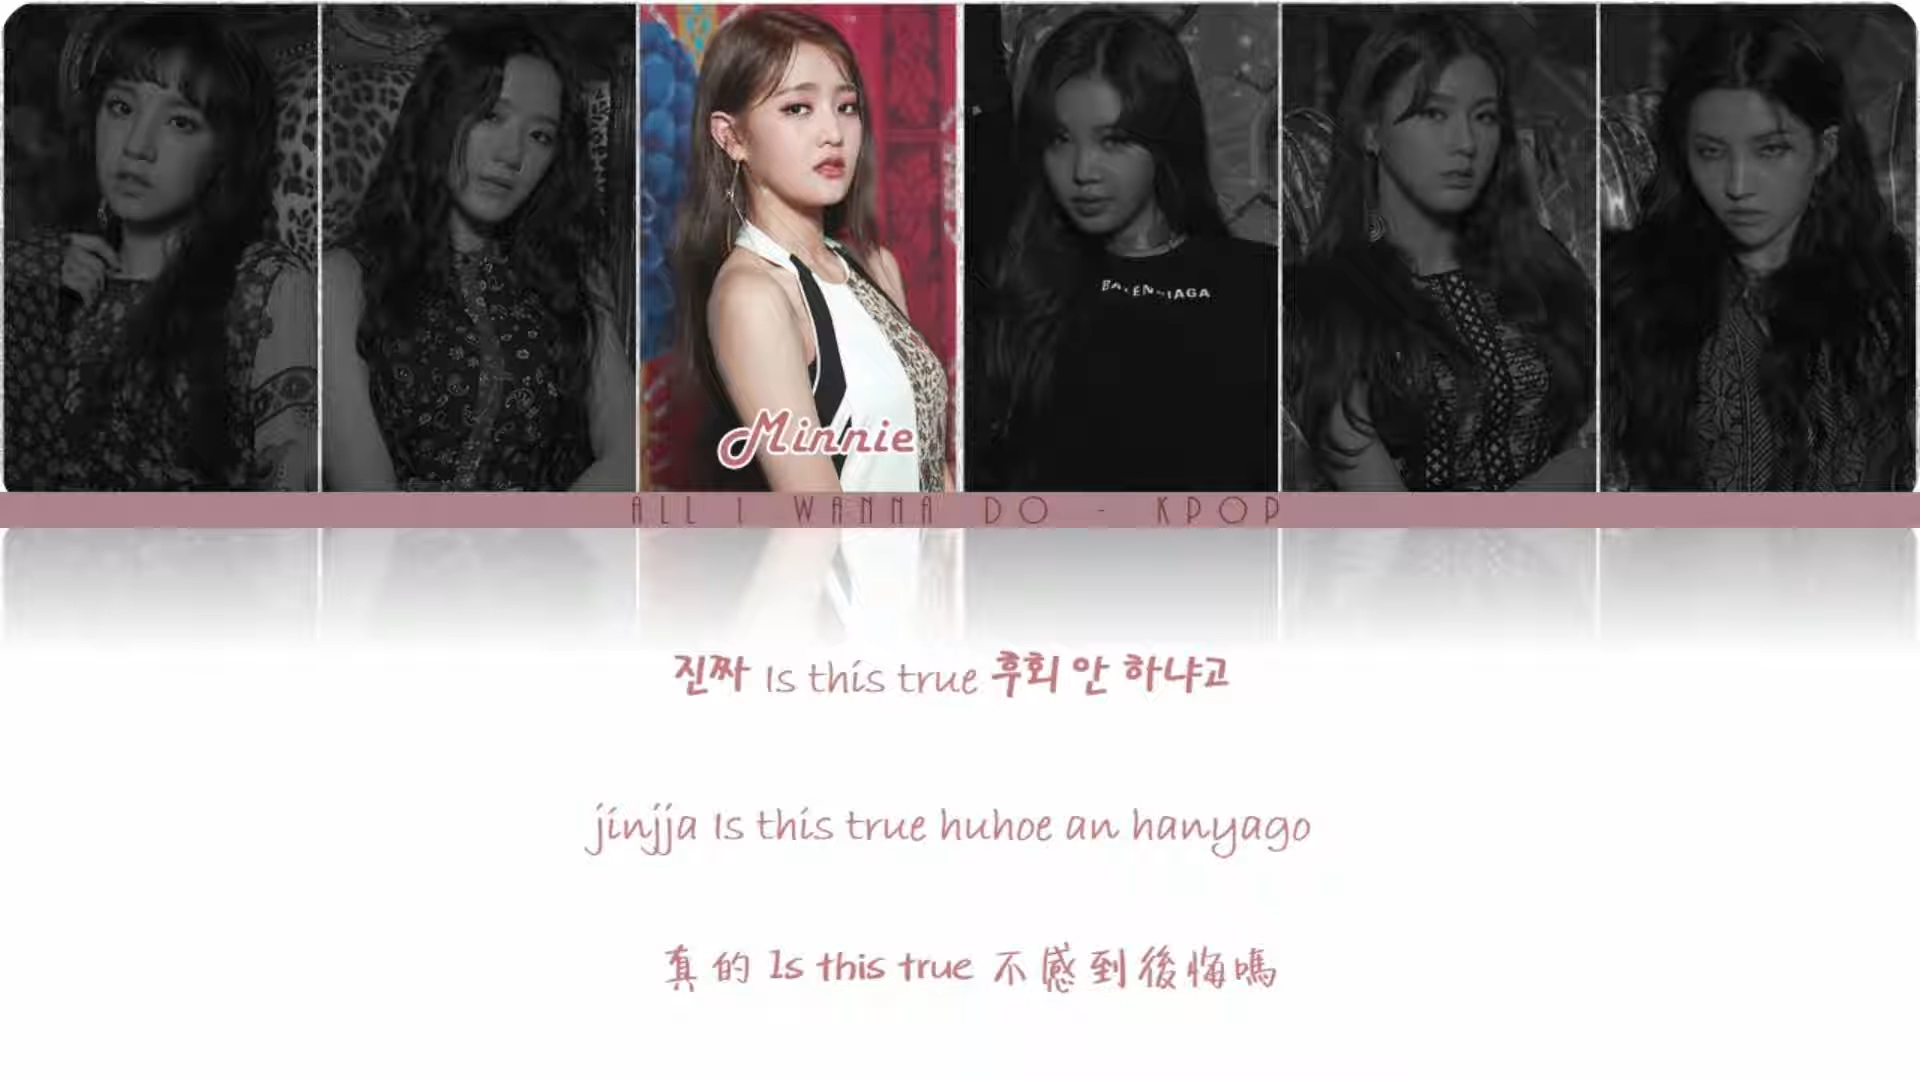 BALENCIAGA
Minnie
ALL I WANNA DO - KPOP
진짜 Is this true 후회 안 하냐고
jinjja Is this true huhoe an hanyago
真的 Is this true 不感到後悔嗎